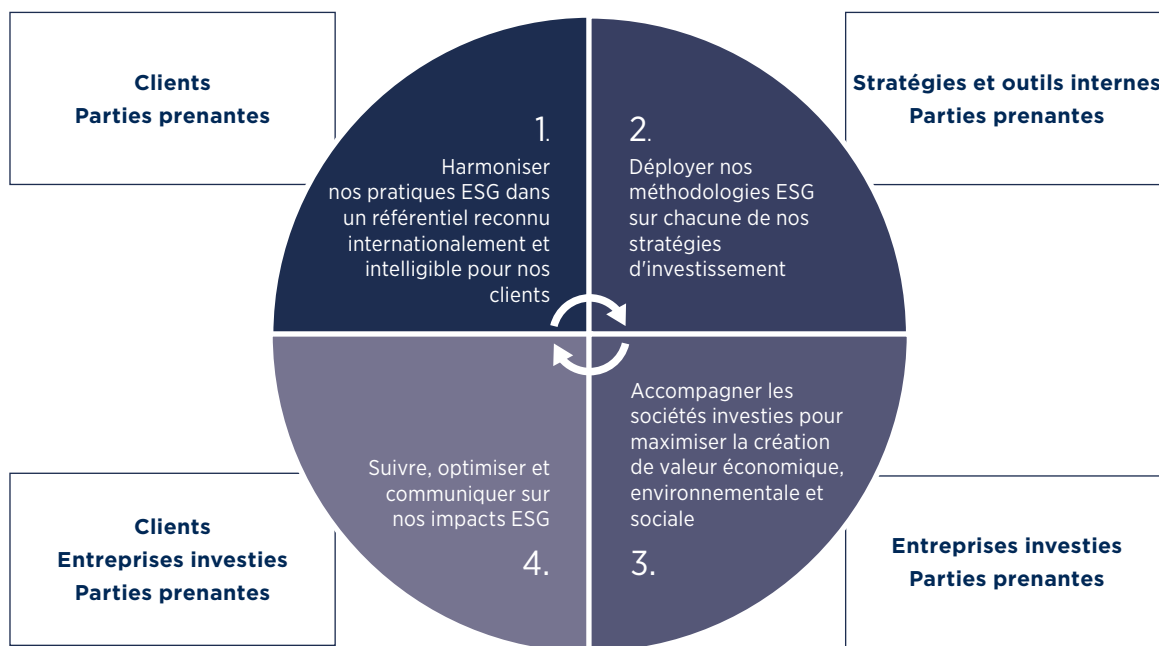 Clients
Parties prenantes
Stratégies et outils internes
Parties prenantes
1.
Harmoniser
nos pratiques ESG dans
un référentiel reconnu
internationalement et
intelligible pour nos
clients
2.
Déployer nos
méthodologies ESG
sur chacune de nos
stratégies
d'investissement
Accompagner les
sociétés investies pour
maximiser la création
de valeur économique,
environnementale et
sociale
3.
Suivre, optimiser et
communiquer sur
nos impacts ESG
4.
Clients
Entreprises investies
Parties prenantes
Entreprises investies
Parties prenantes